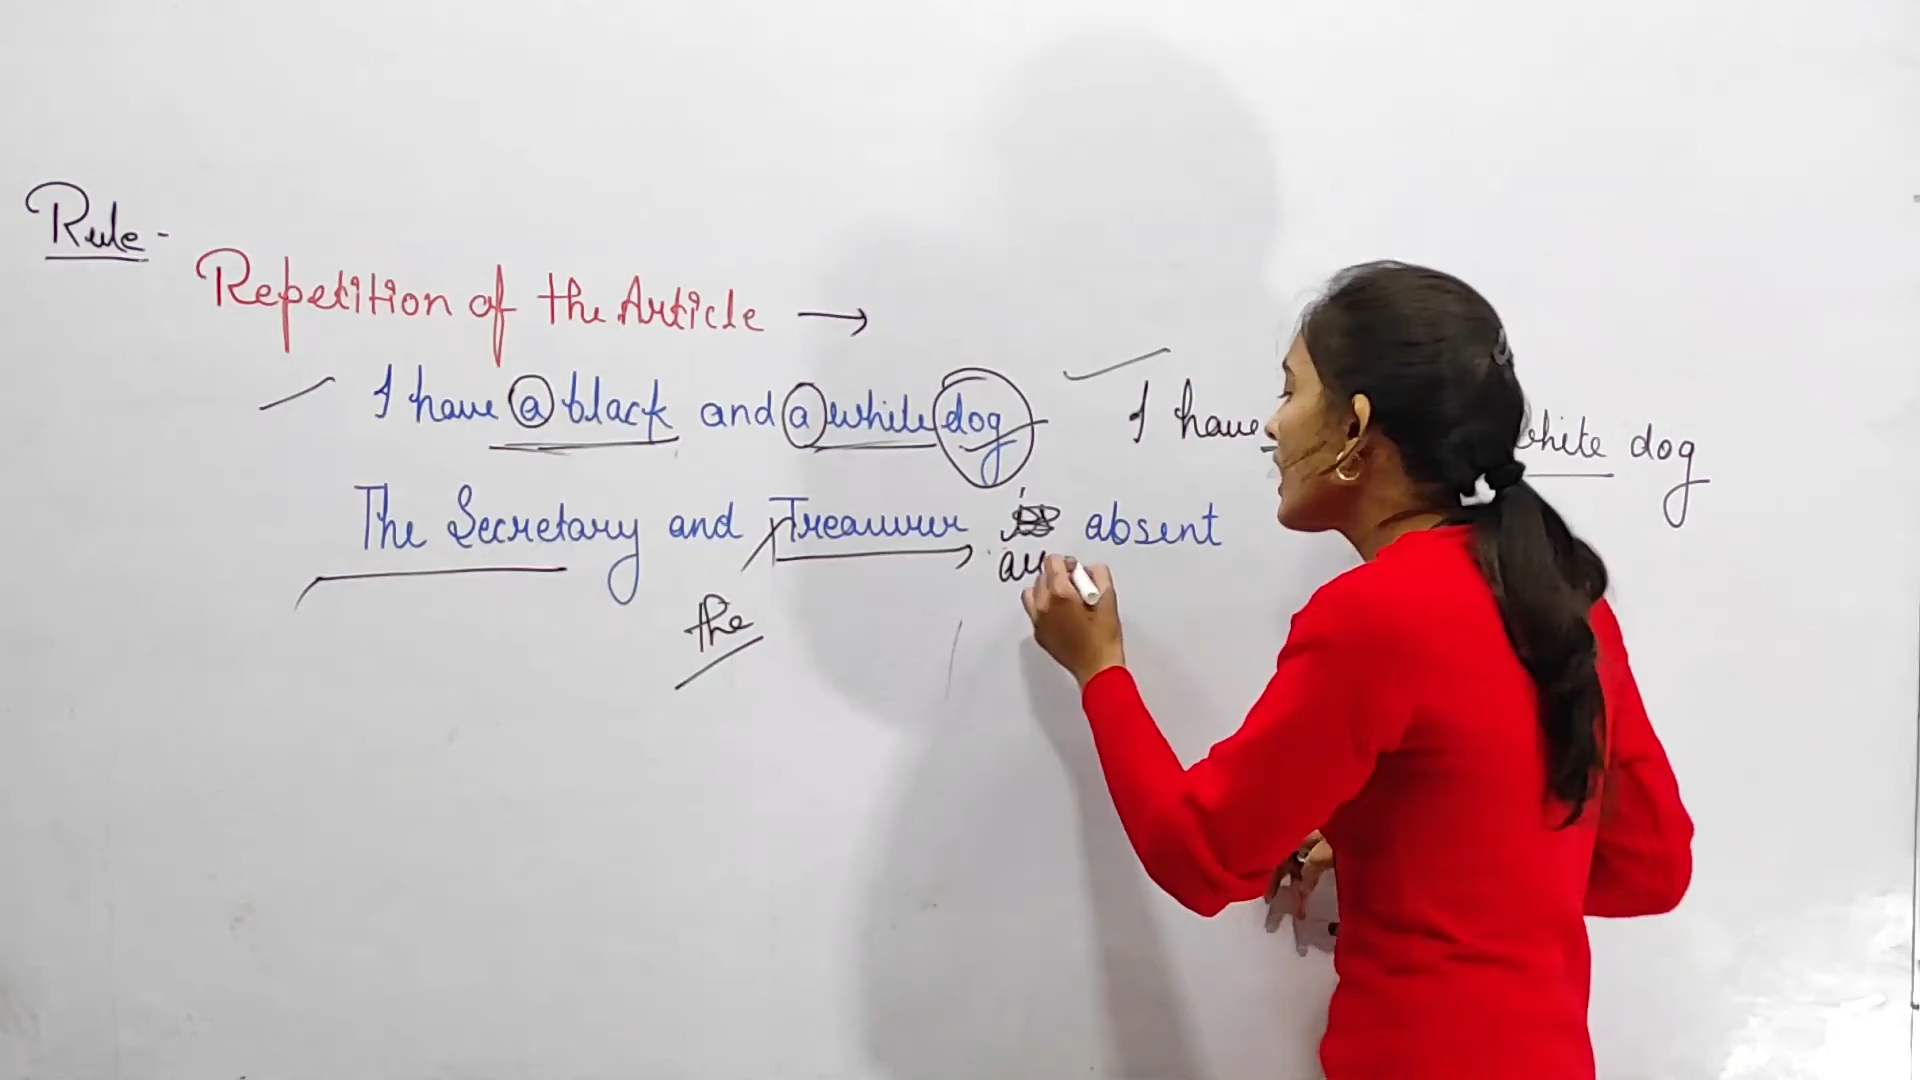 Rule -
Repetition of the Article →
I have a black and a white dog
I have white dog
The Secretary and Treasurer absent
the